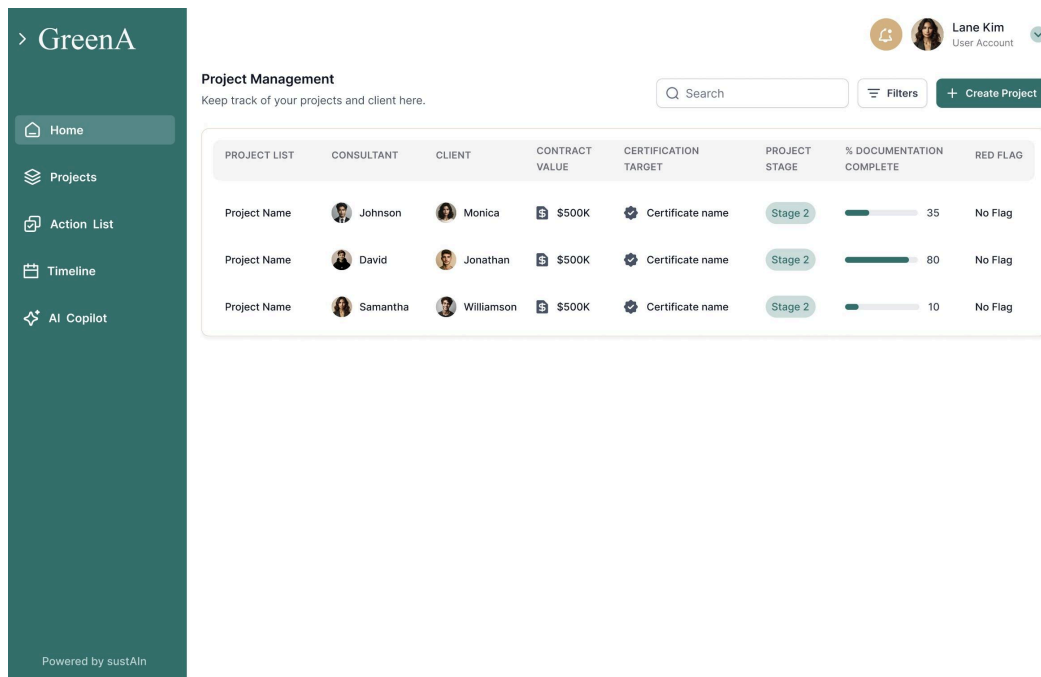 GreenA
Lane Kim
User Account
Project Management
Keep track of your projects and client here.
Search
Filters
+ Create Project
Home
Projects
Action List
Timeline
AI Copilot
PROJECT LIST CONSULTANT CLIENT CONTRACT VALUE CERTIFICATION TARGET PROJECT STAGE % DOCUMENTATION COMPLETE RED FLAG
Project Name Johnson Monica $500K Certificate name Stage 2 35 No Flag
Project Name David Jonathan $500K Certificate name Stage 2 80 No Flag
Project Name Samantha Williamson $500K Certificate name Stage 2 10 No Flag
Powered by sustAIn